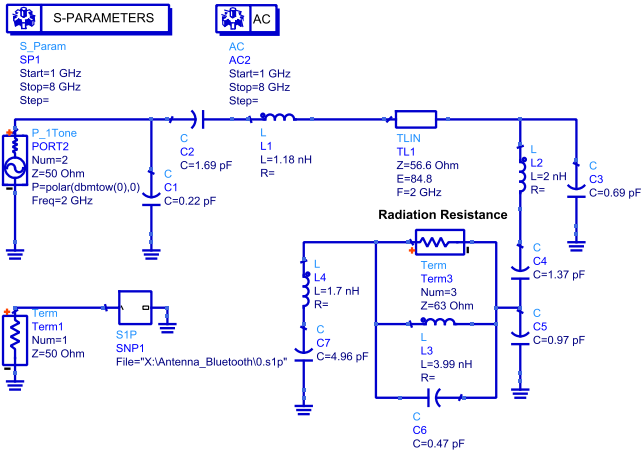 S-PARAMETERS
AC
S_Param
SP1
Start=1 GHz
Stop=8 GHz
Step=
AC
AC2
Start=1 GHz
Stop=8 GHz
Step=
P_1Tone
PORT2
Num=2
Z=50 Ohm
P=polar(dbmtow(0),0)
Freq=2 GHz
C
C1
C=0.22 pF
C
C2
C=1.69 pF
L
L1
L=1.18 nH
R=
TLIN
TL1
Z=56.6 Ohm
E=84.8
F=2 GHz
L
L2
L=2 nH
R=
C
C3
C=0.69 pF
Radiation Resistance
Term
Term3
Num=3
Z=63 Ohm
C
C4
C=1.37 pF
C
C5
C=0.97 pF
L
L4
L=1.7 nH
R=
C
C7
C=4.96 pF
L
L3
L=3.99 nH
R=
C
C6
C=0.47 pF
Term
Term1
Num=1
Z=50 Ohm
S1P
SNP1
File="X:\Antenna_Bluetooth\0.s1p"